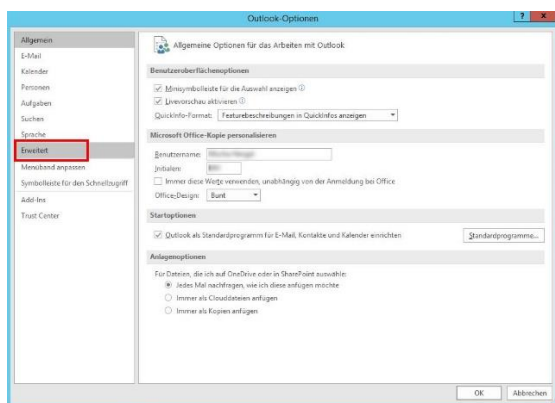 Outlook-Optionen
?
X
Allgemein
E-Mail
Kalender
Personen
Aufgaben
Suchen
Sprache
Erweitert
Menüband anpassen
Symbolleiste für den Schnellzugriff
Add-Ins
Trust Center
Allgemeine Optionen für das Arbeiten mit Outlook
Benutzeroberflächenoptionen
Minisymbolleiste für die Auswahl anzeigen
Livevorschau aktivieren
QuickInfo-Format: Featurebeschreibungen in QuickInfos anzeigen
Microsoft Office-Kopie personalisieren
Benutzername:
Initialen:
Immer diese Werte verwenden, unabhängig von der Anmeldung bei Office
Office-Design: Bunt
Startoptionen
Outlook als Standardprogramm für E-Mail, Kontakte und Kalender einrichten Standardprogramme...
Anlagenoptionen
Für Dateien, die ich auf OneDrive oder in SharePoint auswähle:
Jedes Mal nachfragen, wie ich diese anfügen möchte
Immer als Clouddateien anfügen
Immer als Kopien anfügen
OK Abbrechen